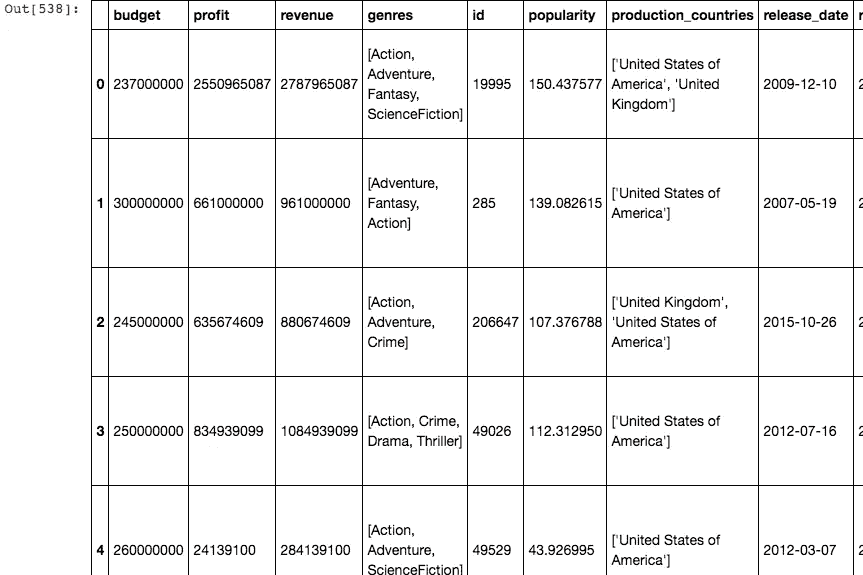 Out[538]:
budget profit revenue genres id popularity production_countries release_date r
0 237000000 2550965087 2787965087 [Action, Adventure, Fantasy, ScienceFiction] 19995 150.437577 ['United States of America', 'United Kingdom'] 2009-12-10 2
1 300000000 661000000 961000000 [Adventure, Fantasy, Action] 285 139.082615 ['United States of America'] 2007-05-19 2
2 245000000 635674609 880674609 [Action, Adventure, Crime] 206647 107.376788 ['United Kingdom', 'United States of America'] 2015-10-26 2
3 250000000 834939099 1084939099 [Action, Crime, Drama, Thriller] 49026 112.312950 ['United States of America'] 2012-07-16 2
4 260000000 24139100 284139100 [Action, Adventure, ScienceFiction] 49529 43.926995 ['United States of America'] 2012-03-07 2